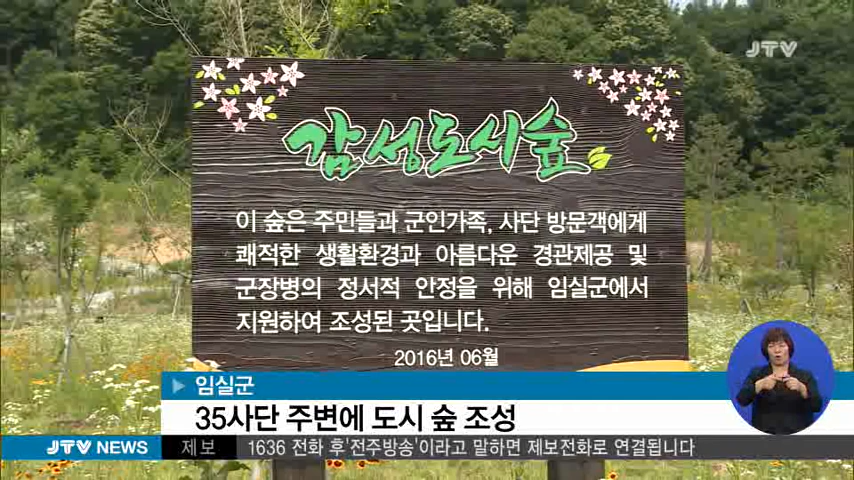 JTV
감성도시숲
이 숲은 주민들과 군인가족, 사단 방문객에게
쾌적한 생활환경과 아름다운 경관제공 및
군장병의 정서적 안정을 위해 임실군에서
지원하여 조성된 곳입니다.
2016년 06월
임실군
35사단 주변에 도시 숲 조성
JTV NEWS 제보 1636 전화 후 '전주방송'이라고 말하면 제보전화로 연결됩니다